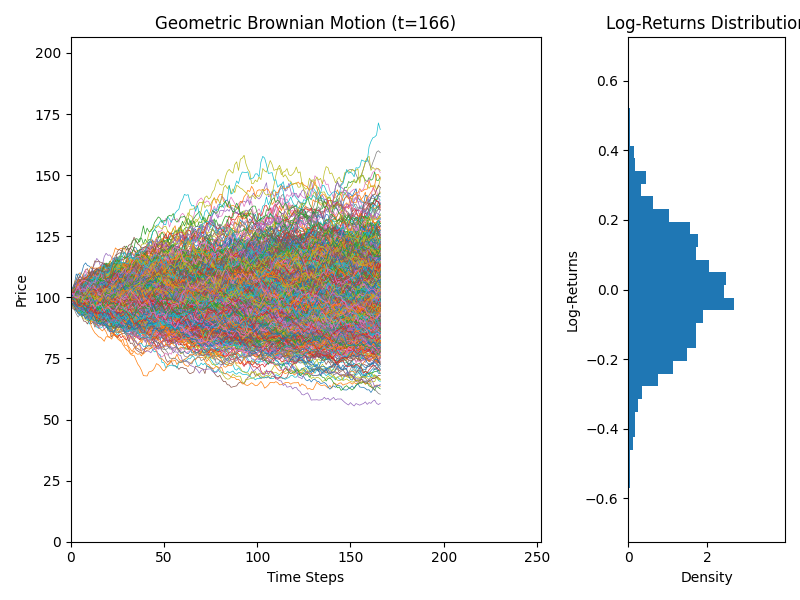 Geometric Brownian Motion (t=166)
Price
200
175
150
125
100
75
50
25
0
0 50 100 150 200 250
Time Steps
Log-Returns Distribution
Log-Returns
0.6
0.4
0.2
0.0
−0.2
−0.4
−0.6
0 2
Density